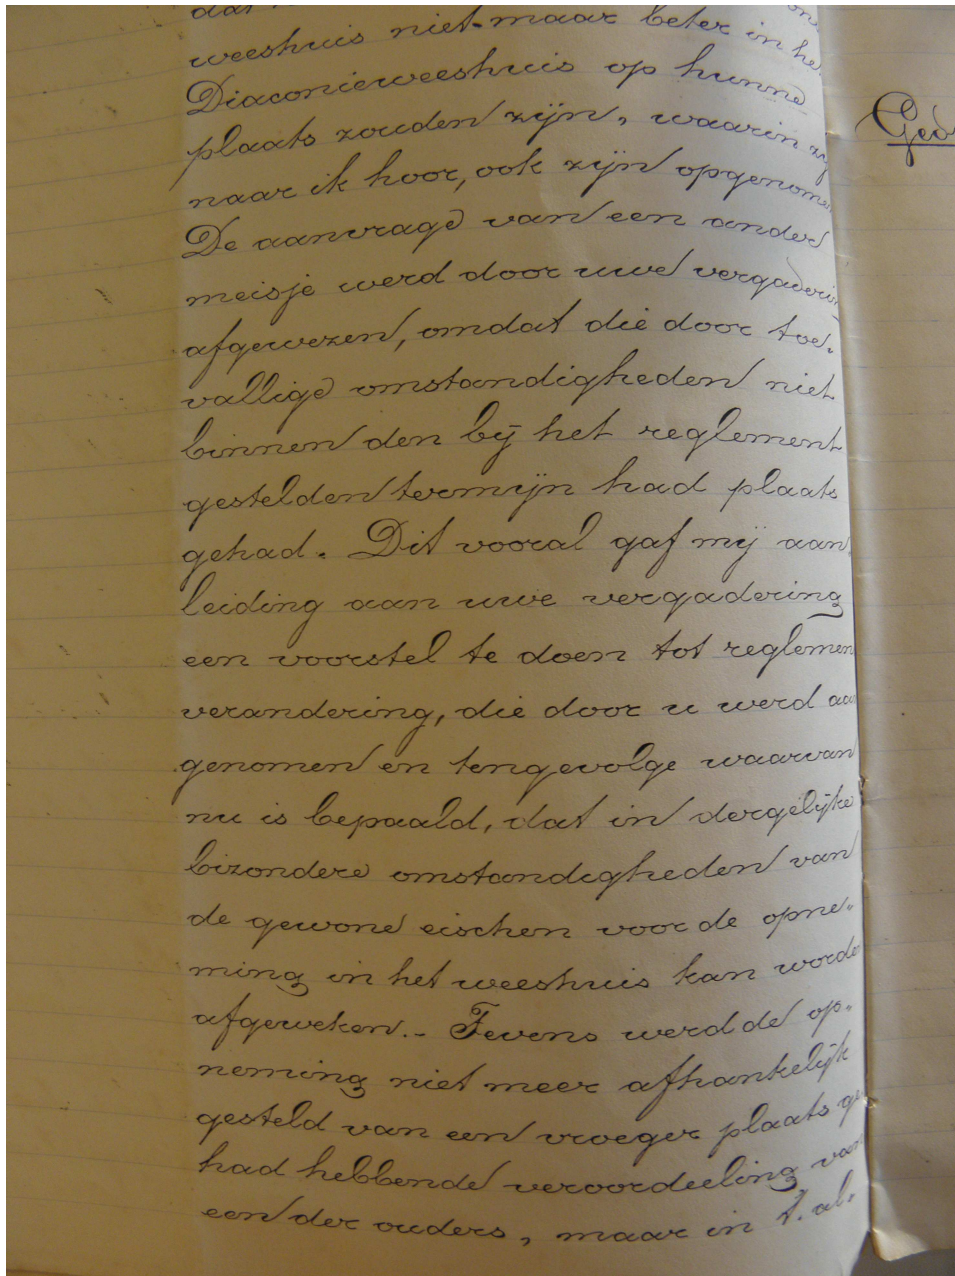 weeshuis niet maar beter in het
Diaconieweeshuis op hunne
plaats zouden zijn, waarin zij
naar ik hoor, ook zijn opgenomen
De aanvrage van een ander
meisje werd door uwe vergadering
afgewezen, omdat die door toe„
vallige omstandigheden niet
binnen den bij het reglement
gestelden termijn had plaats
gehad. Dit vooral gaf mij aan„
leiding aan uwe vergadering
een voorstel te doen tot reglemen
verandering, die door u werd aan
genomen en tengevolge waarvan
nu is bepaald, dat in dergelijke
bizondere omstandigheden van
de gewone eischen voor de opne„
ming in het weeshuis kan worde
afgeweken.- Tevens werd de op„
neming niet meer afhankelijk
gesteld van een vroeger plaats ge
had hebbende veroordeeling van
een der ouders, maar in 't al„